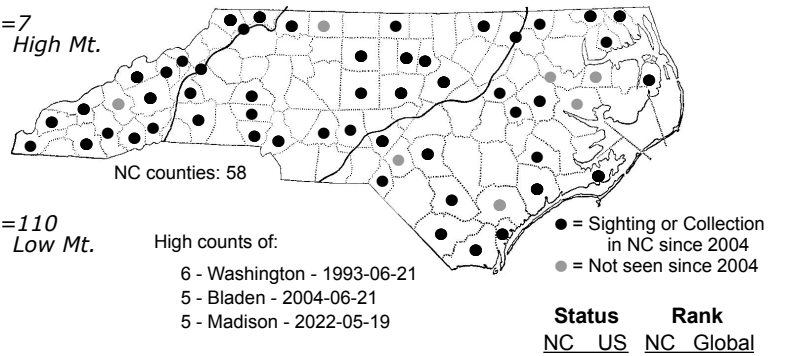 =7
High Mt.
NC counties: 58
=110
Low Mt.
High counts of:
6 - Washington - 1993-06-21
5 - Bladen - 2004-06-21
5 - Madison - 2022-05-19
= Sighting or Collection
in NC since 2004
= Not seen since 2004
Status Rank
NC US NC Global